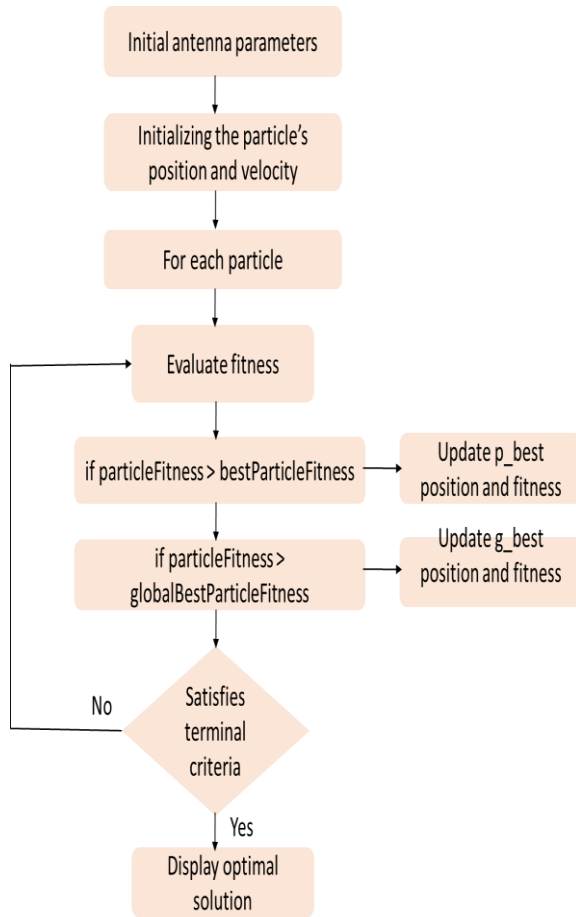 Initial antenna parameters
Initializing the particle's
position and velocity
For each particle
Evaluate fitness
if particleFitness > bestParticleFitness
Update p_best
position and fitness
if particleFitness >
globalBestParticleFitness
Update g_best
position and fitness
Satisfies
terminal
criteria
No
Yes
Display optimal
solution